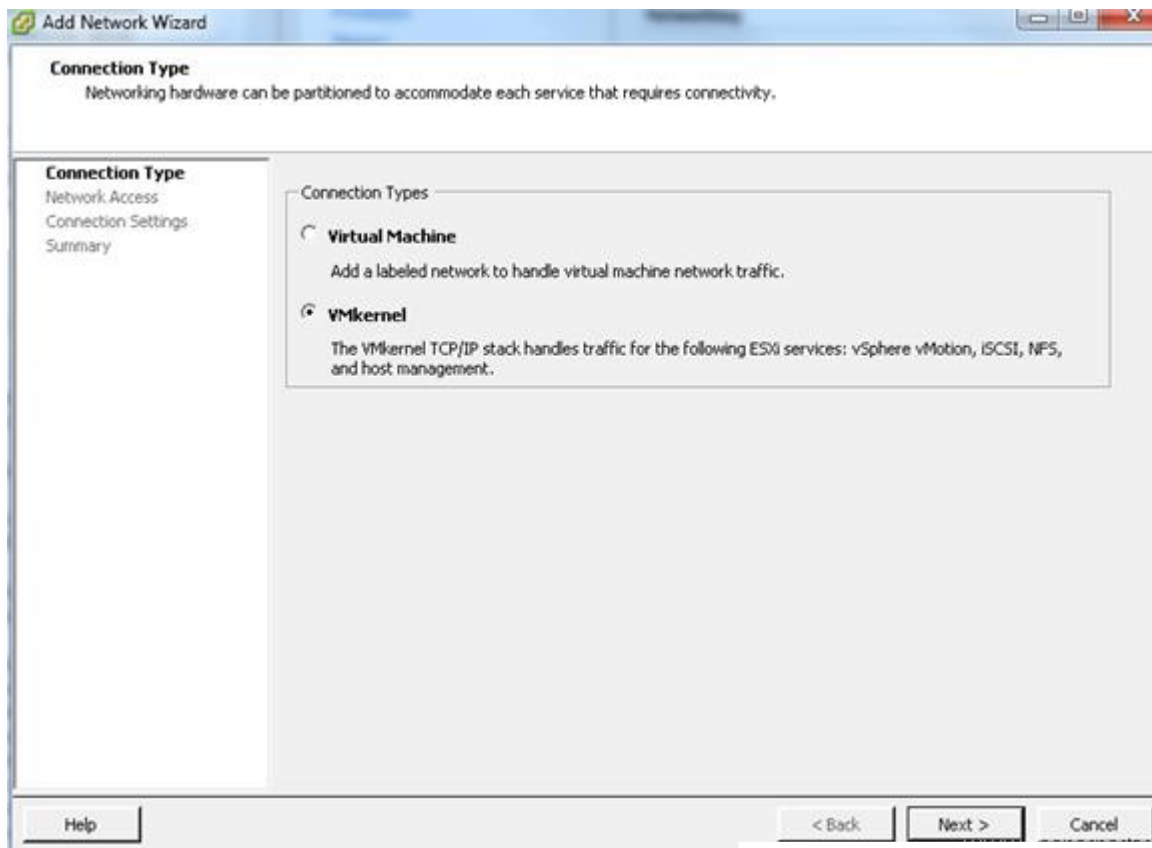 Add Network Wizard
Connection Type
Networking hardware can be partitioned to accommodate each service that requires connectivity.
Connection Type
Network Access
Connection Settings
Summary
Connection Types
Virtual Machine
Add a labeled network to handle virtual machine network traffic.
VMkernel
The VMkernel TCP/IP stack handles traffic for the following ESXi services: vSphere vMotion, iSCSI, NFS,
and host management.
Help
< Back
Next >
Cancel